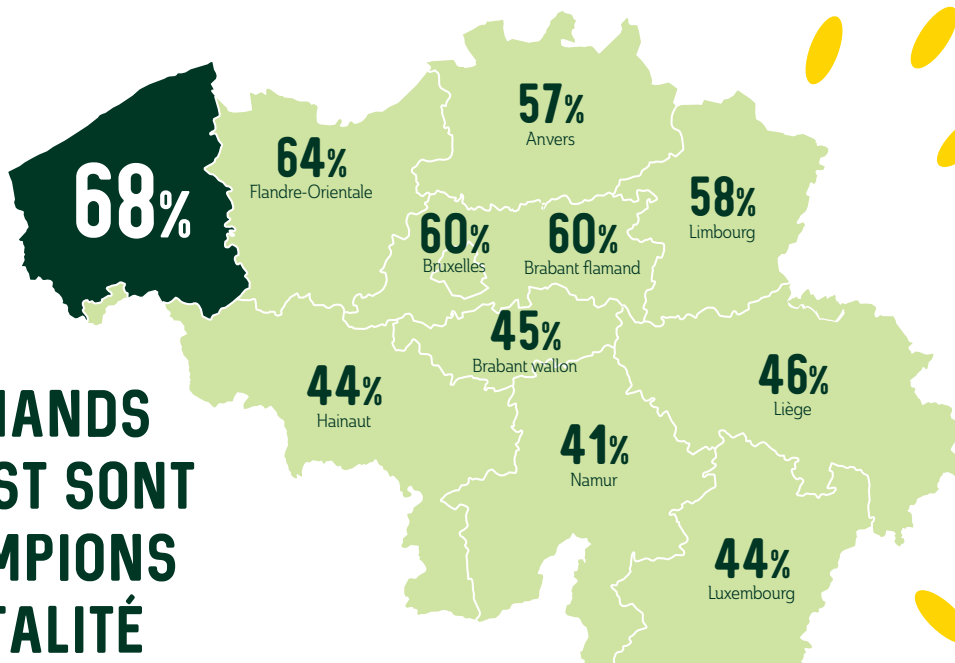 57%
Anvers
64%
Flandre-Orientale
68%
58%
Limbourg
60%
Bruxelles
60%
Brabant flamand
45%
Brabant wallon
46%
Liège
44%
Hainaut
41%
Namur
44%
Luxembourg
ANDS
ST SONT
MPIONS
TALITÉ